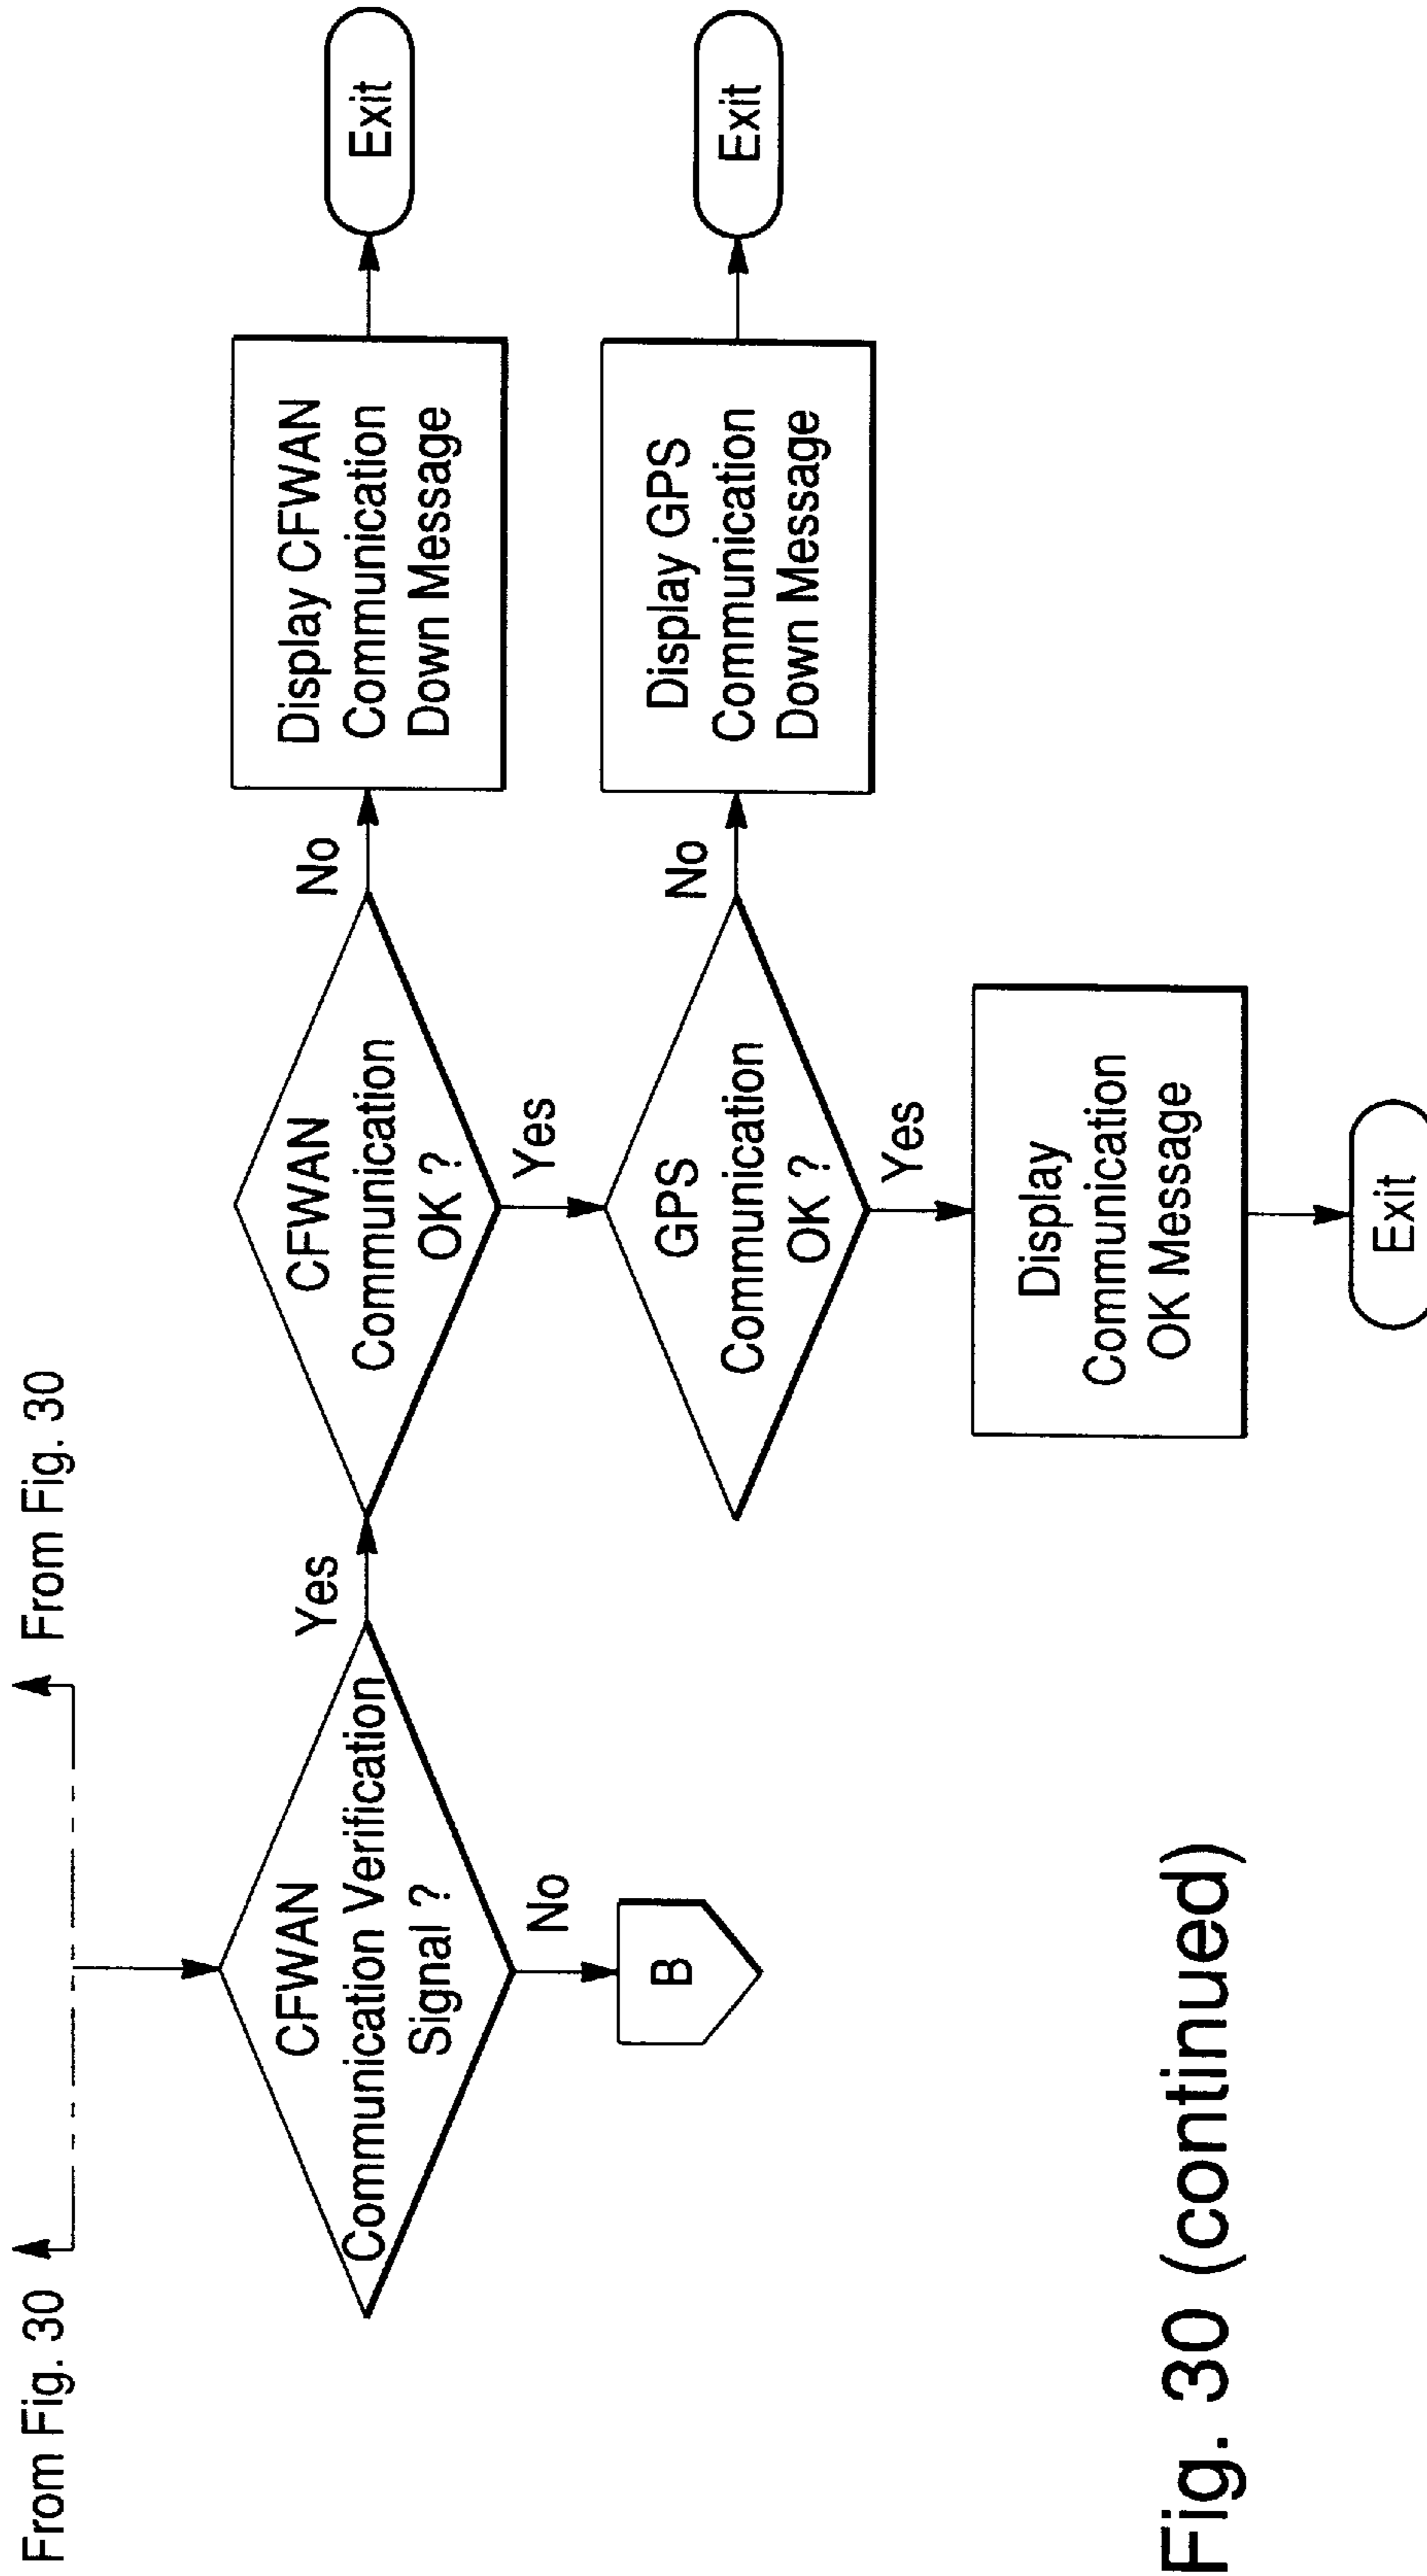 From Fig. 30
From Fig. 30
CFWAN
Communication Verification
Signal ?
Yes
No
B
CFWAN
Communication
OK ?
No
Yes
Display CFWAN
Communication
Down Message
Exit
GPS
Communication
OK ?
No
Yes
Display GPS
Communication
Down Message
Exit
Display
Communication
OK Message
Exit
Fig. 30 (continued)